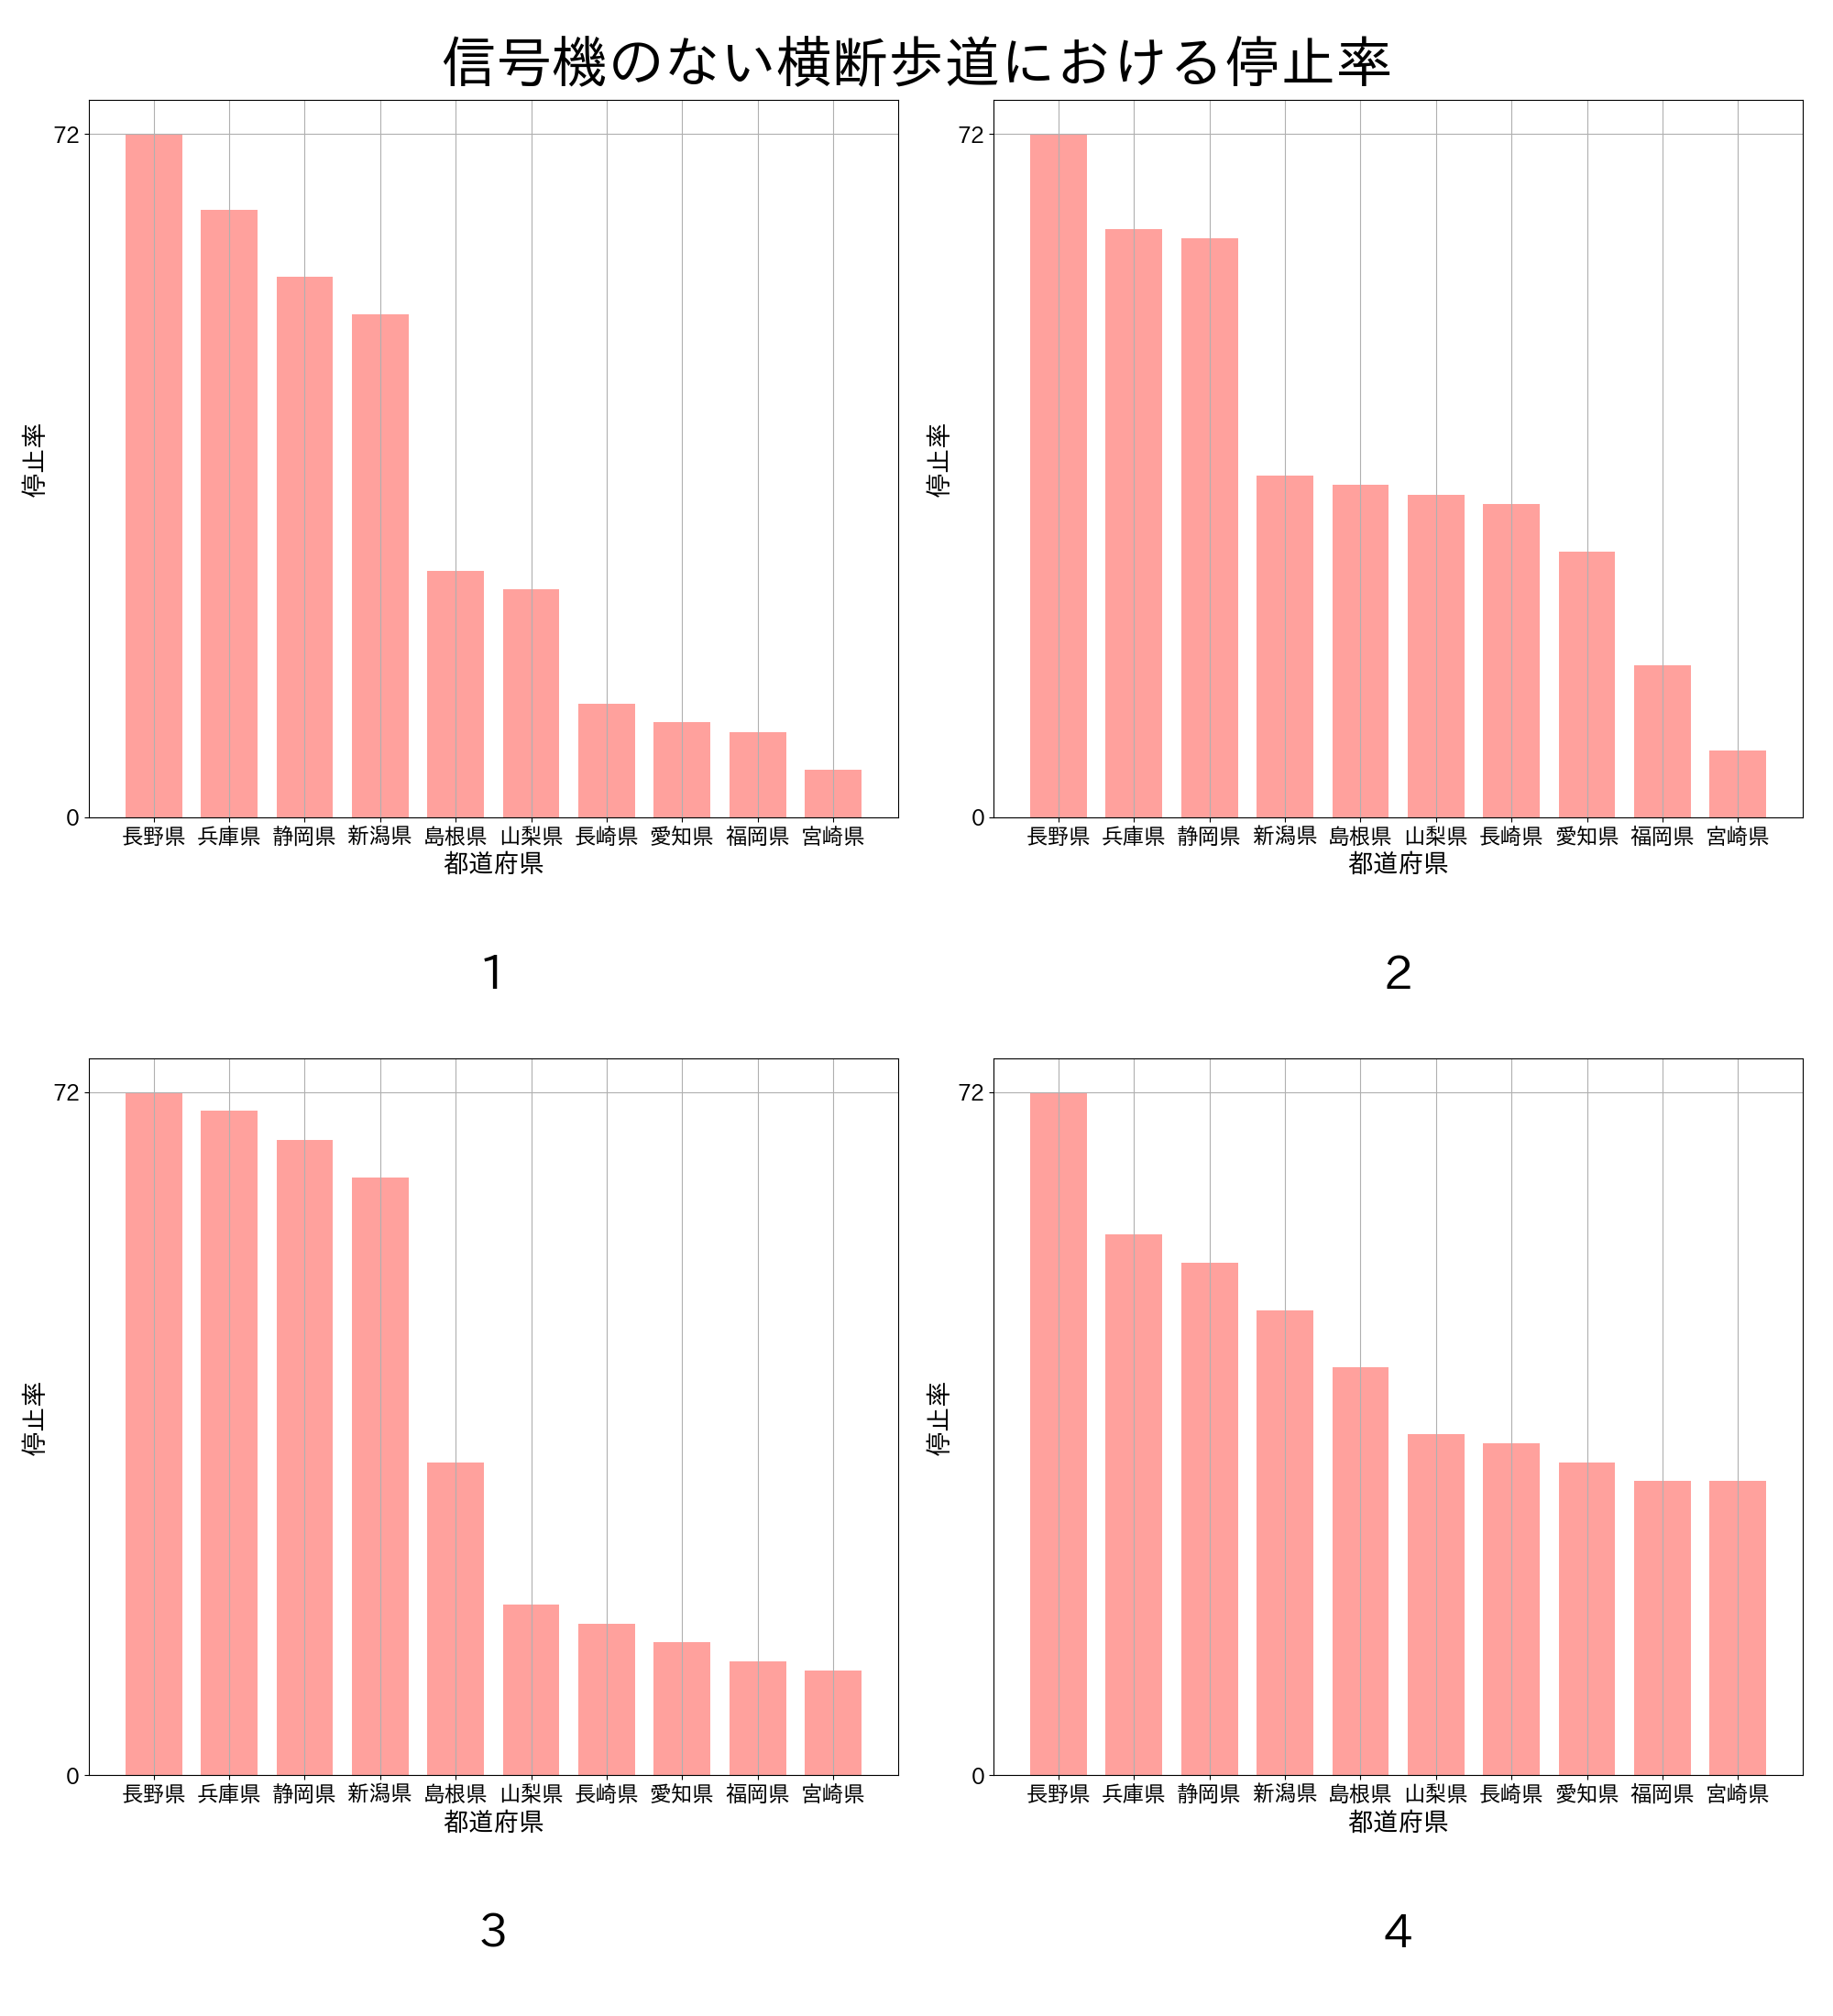 信号機のない横断歩道における停止率
72
0
停止率
長野県 兵庫県 静岡県 新潟県 島根県 山梨県 長崎県 愛知県 福岡県 宮崎県
都道府県
1
72
0
停止率
長野県 兵庫県 静岡県 新潟県 島根県 山梨県 長崎県 愛知県 福岡県 宮崎県
都道府県
2
72
0
停止率
長野県 兵庫県 静岡県 新潟県 島根県 山梨県 長崎県 愛知県 福岡県 宮崎県
都道府県
3
72
0
停止率
長野県 兵庫県 静岡県 新潟県 島根県 山梨県 長崎県 愛知県 福岡県 宮崎県
都道府県
4